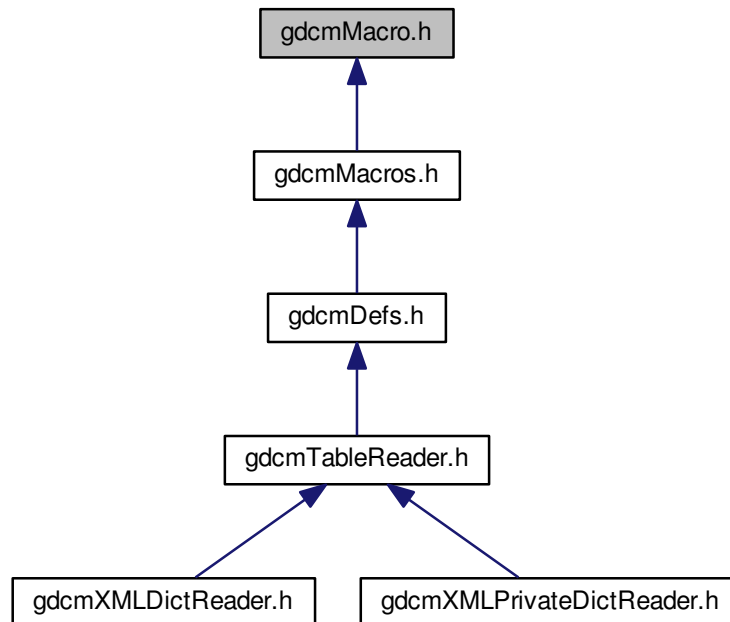 gdcmMacro.h
gdcmMacros.h
gdcmDefs.h
gdcmTableReader.h
gdcmXMLDictReader.h
gdcmXMLPrivateDictReader.h